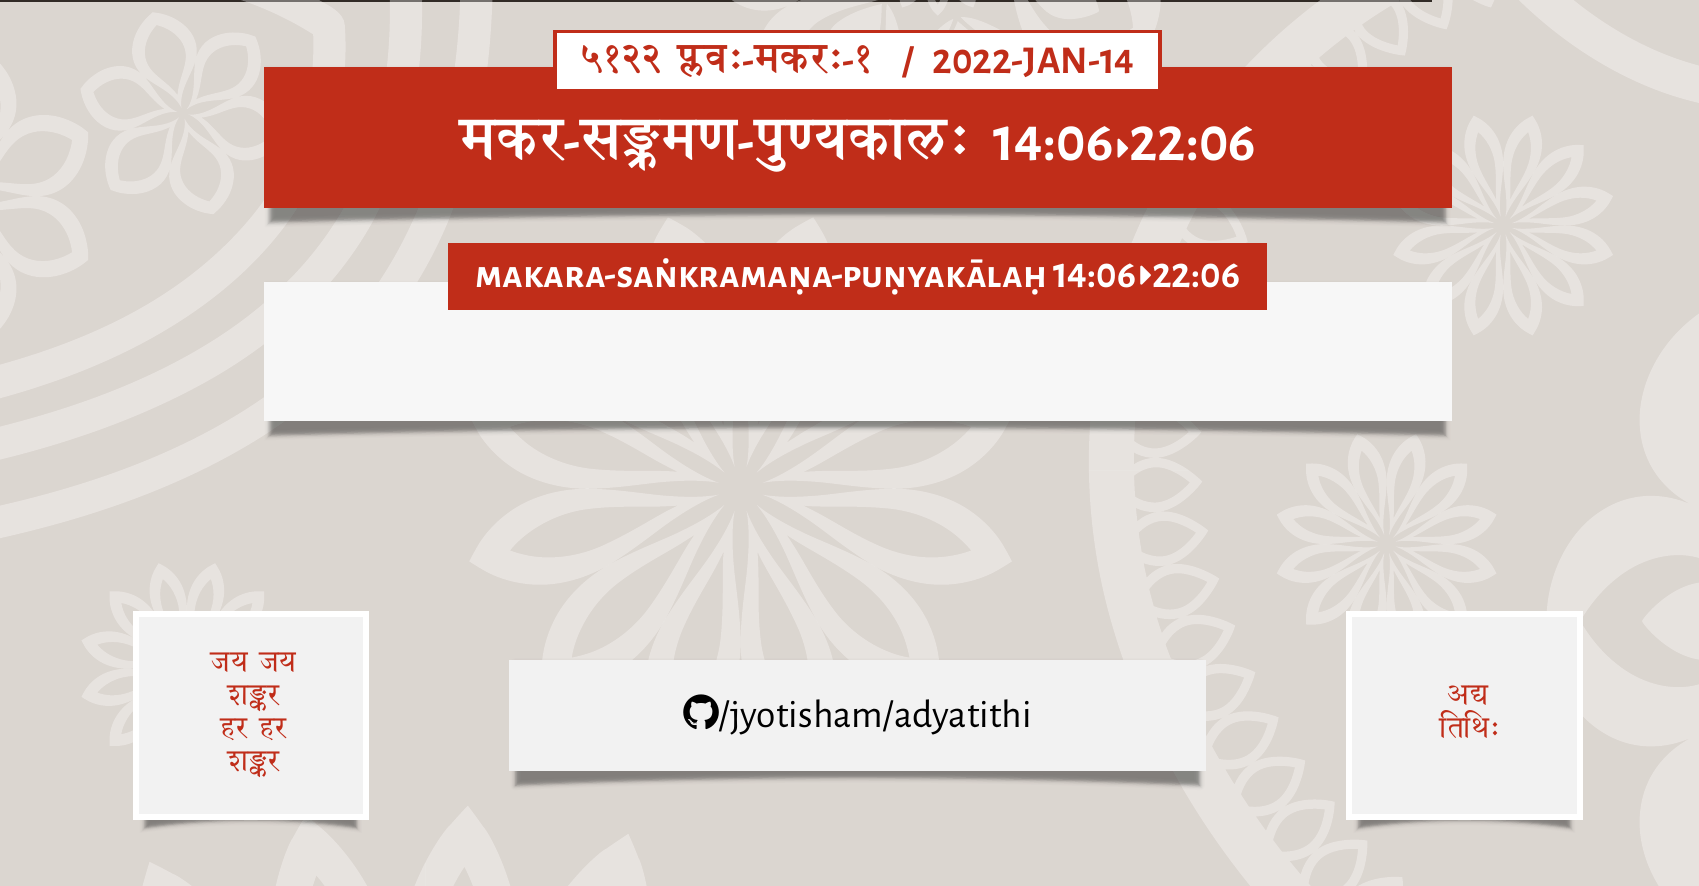 ५१२२ प्लवः-मकरः-१ / 2022-JAN-14
मकर-सङ्क्रमण-पुण्यकालः 14:06▸22:06
MAKARA-SAṄKRAMAṆA-PUṆYAKĀLAḤ 14:06▸22:06
जय जय
शङ्कर
हर हर
शङ्कर
/jyotisham/adyatithi
अद्य
तिथिः